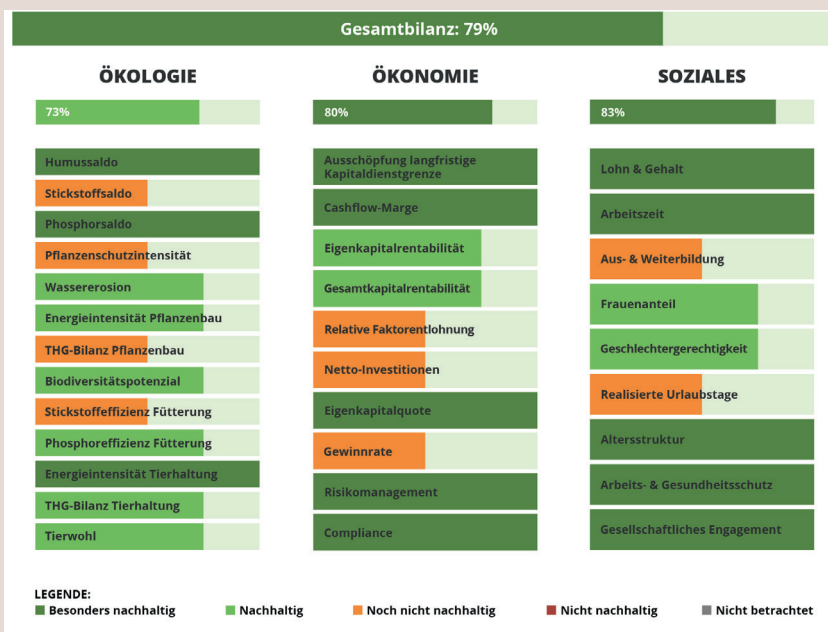 Gesamtbilanz: 79%
ÖKOLOGIE
73%
Humussaldo
Stickstoffsaldo
Phosphorsaldo
Pflanzenschutzintensität
Wassererosion
Energieintensität Pflanzenbau
THG-Bilanz Pflanzenbau
Biodiversitätspotenzial
Stickstoffeffizienz Fütterung
Phosphoreffizienz Fütterung
Energieintensität Tierhaltung
THG-Bilanz Tierhaltung
Tierwohl
ÖKONOMIE
80%
Ausschöpfung langfristige
Kapitaldienstgrenze
Cashflow-Marge
Eigenkapitalrentabilität
Gesamtkapitalrentabilität
Relative Faktorentlohnung
Netto-Investitionen
Eigenkapitalquote
Gewinnrate
Risikomanagement
Compliance
SOZIALES
83%
Lohn & Gehalt
Arbeitszeit
Aus- & Weiterbildung
Frauenanteil
Geschlechtergerechtigkeit
Realisierte Urlaubstage
Altersstruktur
Arbeits- & Gesundheitsschutz
Gesellschaftliches Engagement
LEGENDE:
Besonders nachhaltig
Nachhaltig
Noch nicht nachhaltig
Nicht nachhaltig
Nicht betrachtet